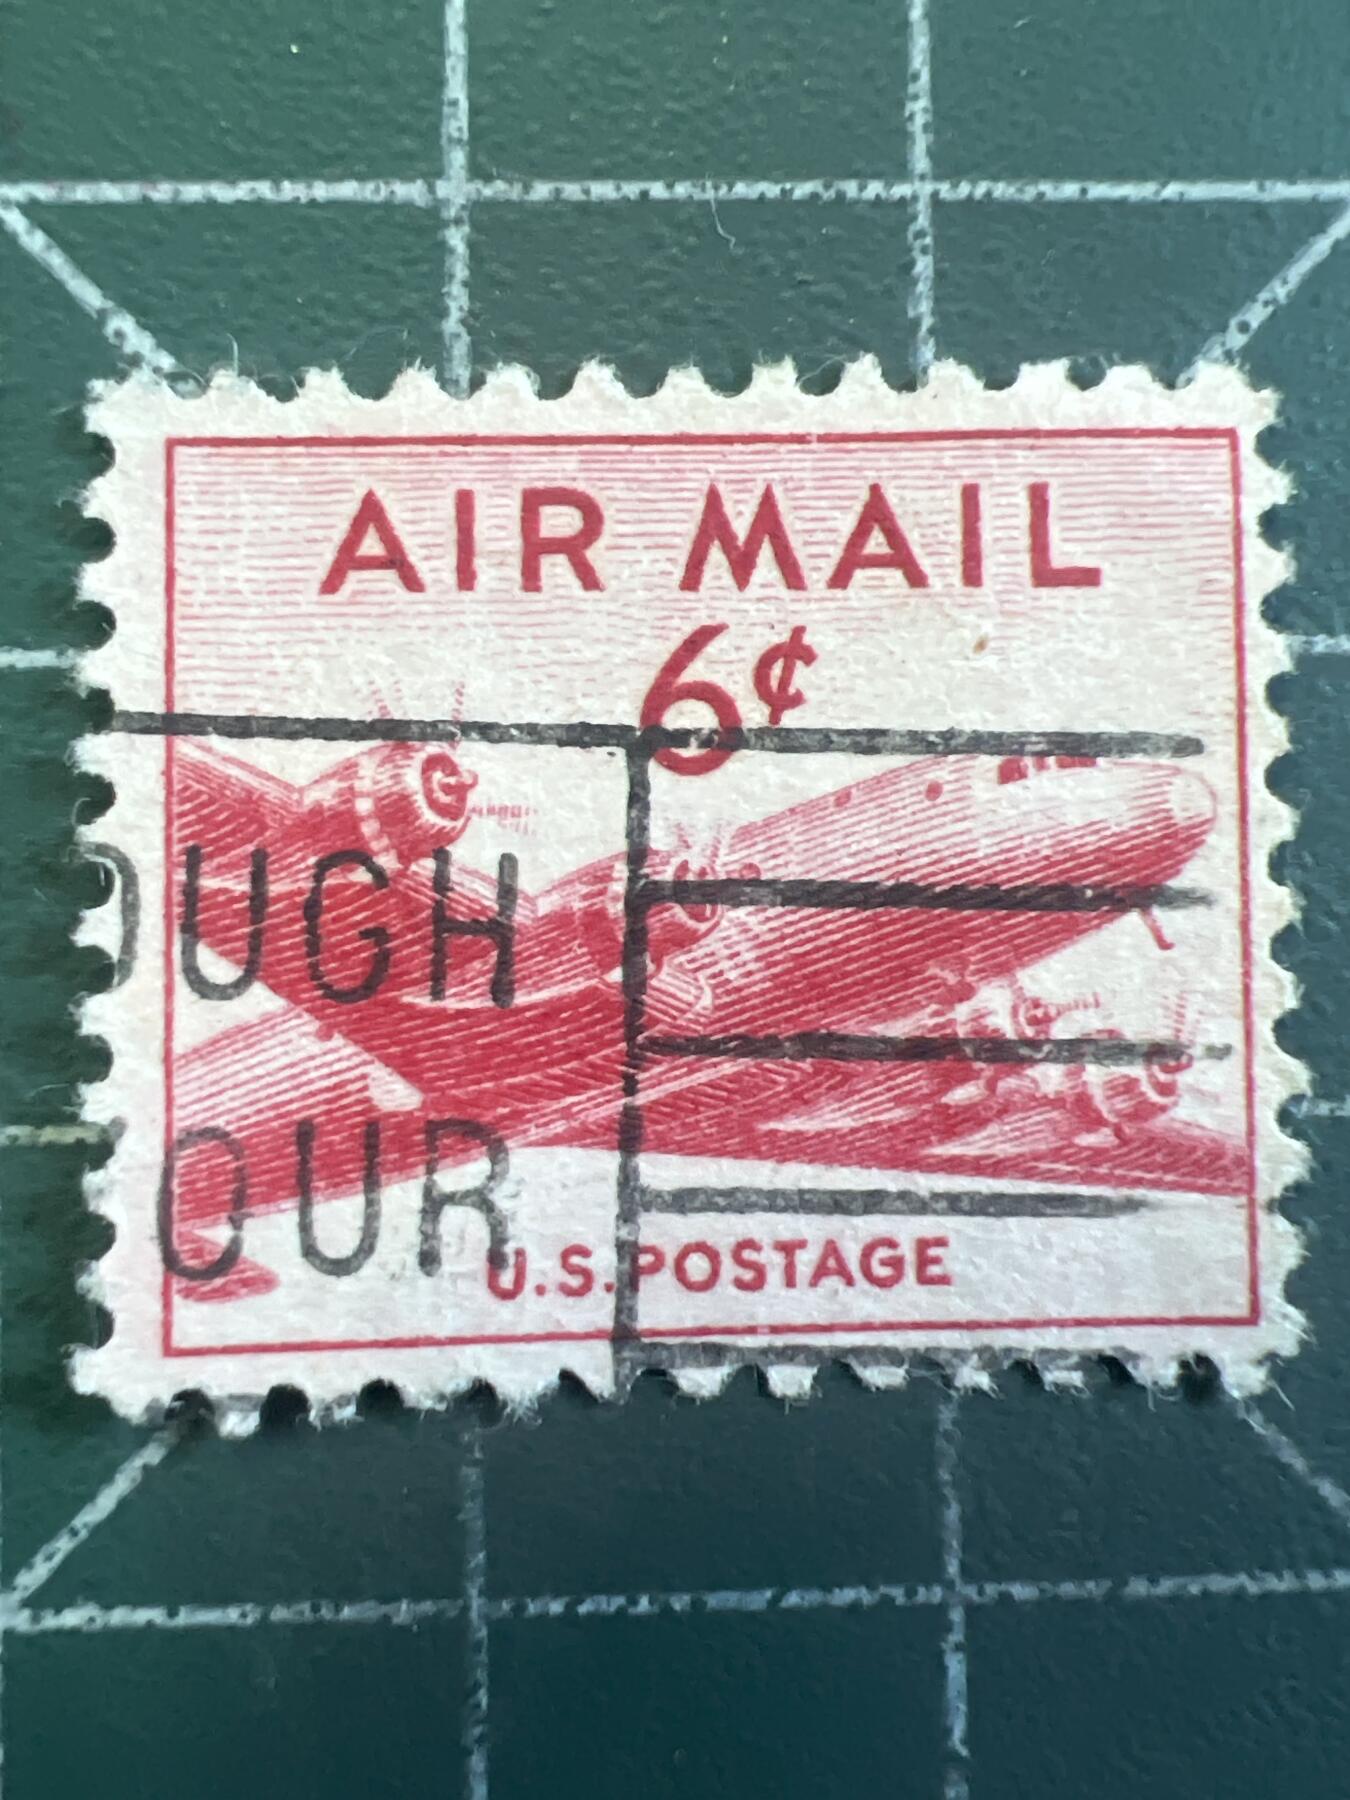 AIR MAIL
6¢
OUGH
OUR
U.S. POSTAGE